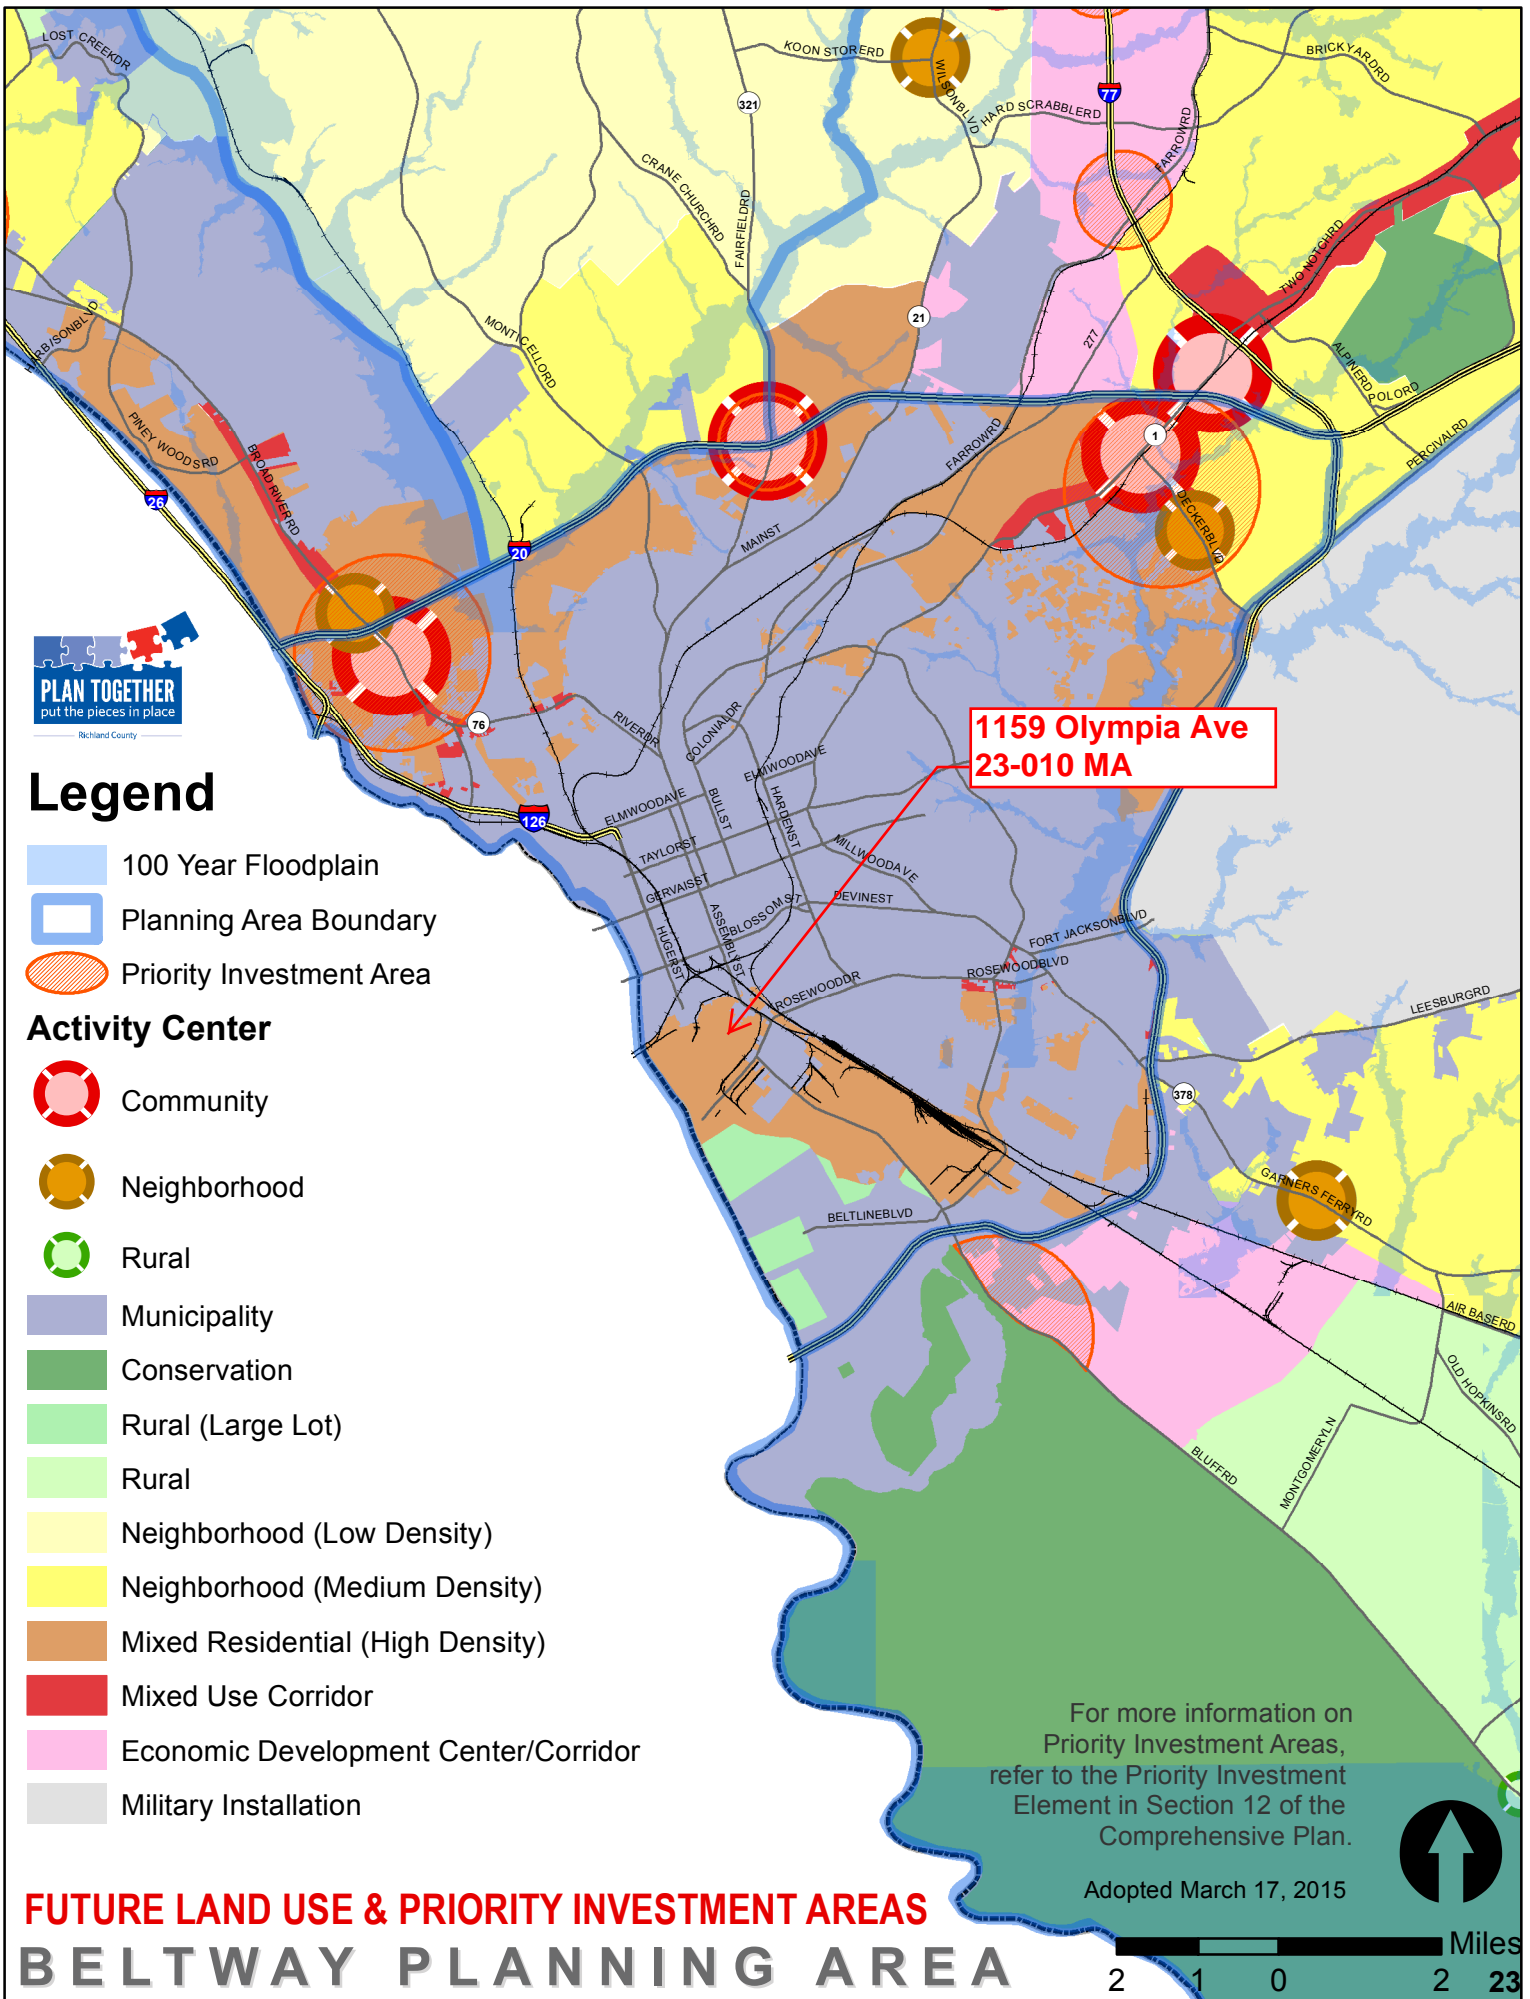 LOST CREEKDR
KOON STORERD
WILSONBLVD
HARD SCRABBLERD
BRICKYARDRD
77
FARROWRD
321
CRANE CHURCHRD
FAIRFIELDRD
TWO NOTCHRD
21
277
HARBISONBLVD
MONTICELLORD
ALPINERD
POLORD
PERCIVALRD
PINEY WOODSRD
BROAD RIVERRD
26
20
MAINST
FARROWRD
1
DECKERBLVD
PLAN TOGETHER
put the pieces in place
Richland County
76
RIVERDR
COLONIALDR
ELMWOODAVE
1159 Olympia Ave
23-010 MA
126
ELMWOODAVE
BULLST
HARDENST
TAYLORST
MILLWOODAVE
GERVAISST
DEVINEST
BLOSSOMST
ASSEMBLYST
HUGERST
FORT JACKSONBLVD
ROSEWOODBLVD
ROSEWOODDR
LEESBURGRD
378
GARNERS FERRYRD
BELTLINEBLVD
AIR BASERD
OLD HOPKINSRD
MONTGOMERYLN
BLUFFRD
Legend
100 Year Floodplain
Planning Area Boundary
Priority Investment Area
Activity Center
Community
Neighborhood
Rural
Municipality
Conservation
Rural (Large Lot)
Rural
Neighborhood (Low Density)
Neighborhood (Medium Density)
Mixed Residential (High Density)
Mixed Use Corridor
Economic Development Center/Corridor
Military Installation
For more information on
Priority Investment Areas,
refer to the Priority Investment
Element in Section 12 of the
Comprehensive Plan.
Adopted March 17, 2015
FUTURE LAND USE & PRIORITY INVESTMENT AREAS
BELTWAY PLANNING AREA
Miles
2 1 0 2
23